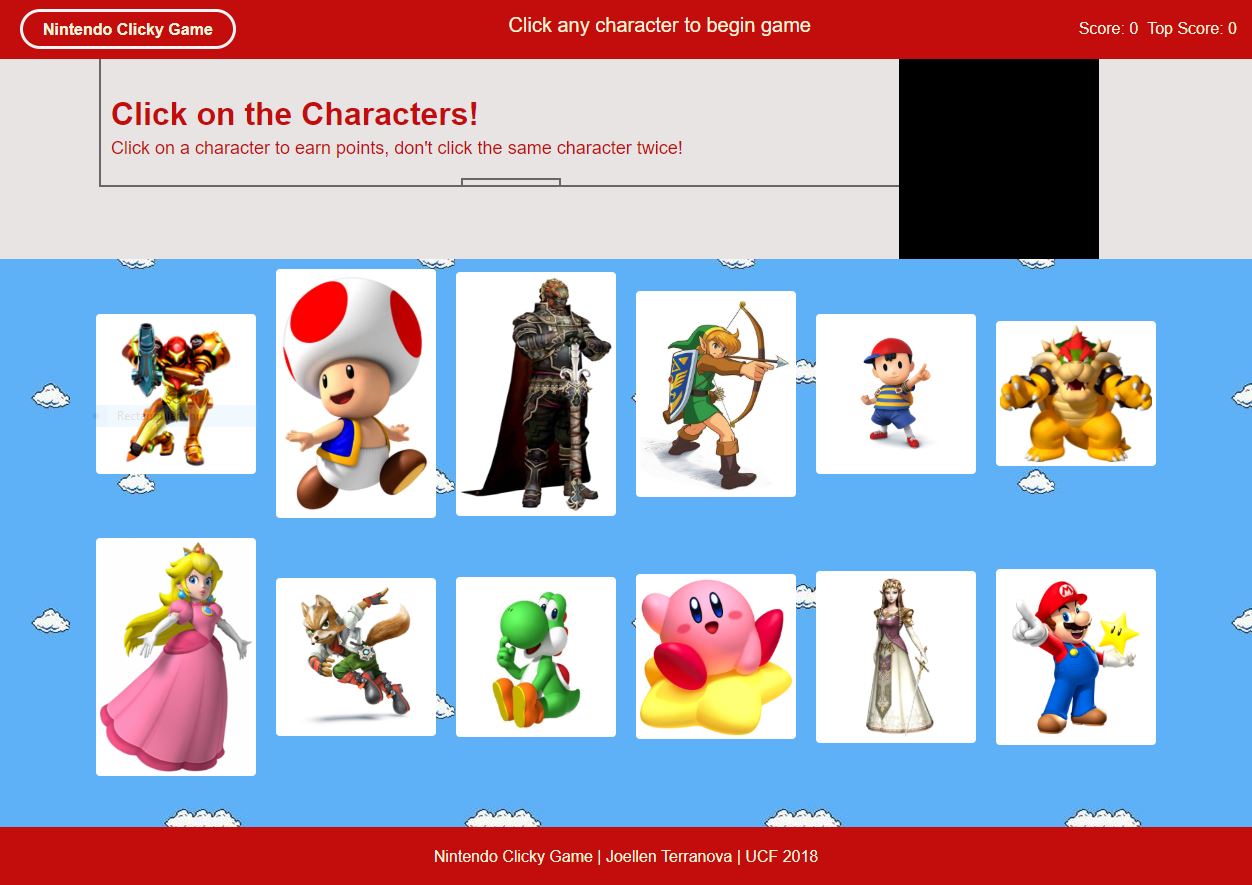 Nintendo Clicky Game
Click any character to begin game
Score: 0 Top Score: 0
Click on the Characters!
Click on a character to earn points, don't click the same character twice!
M
Nintendo Clicky Game | Joellen Terranova | UCF 2018